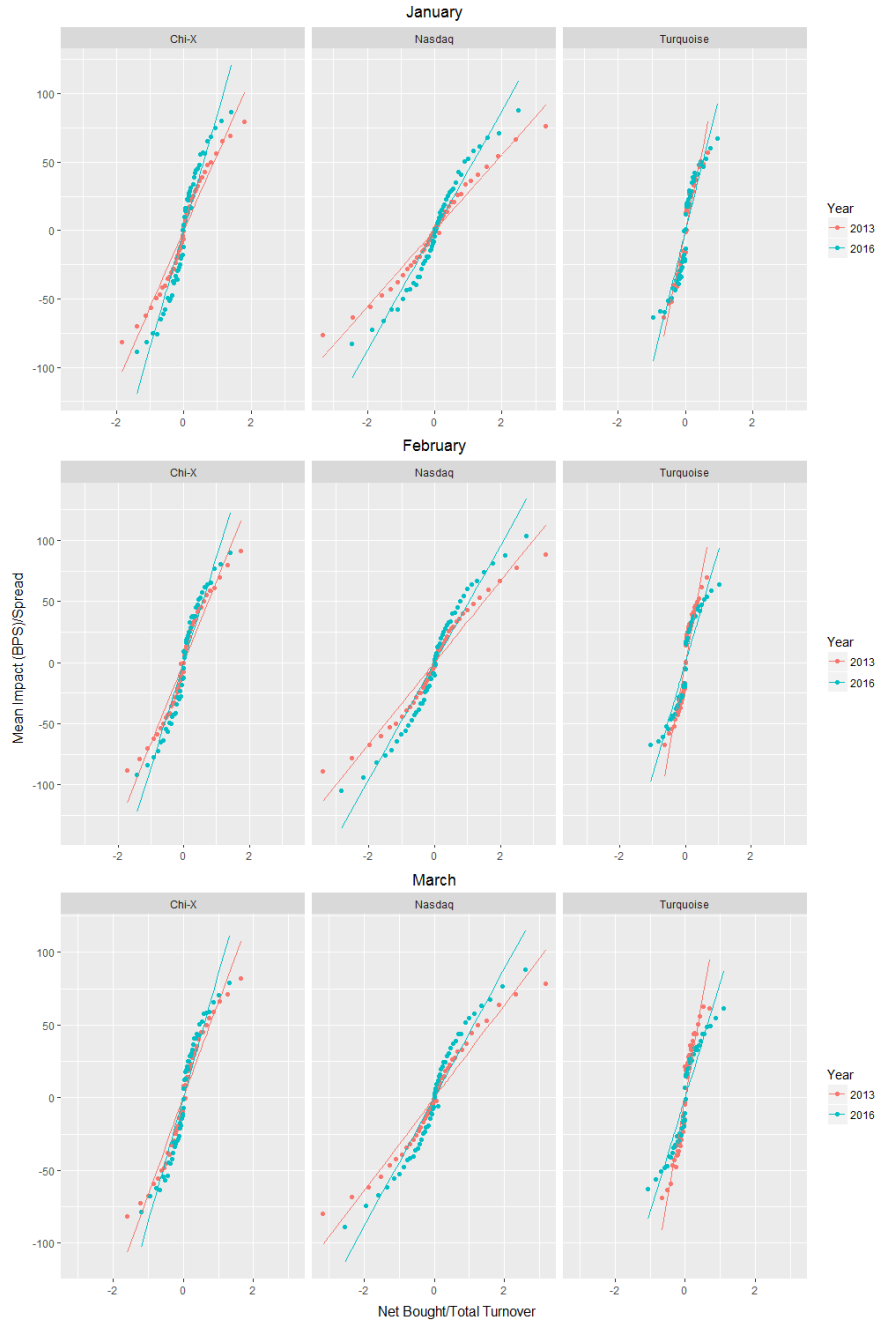 January
Chi-X Nasdaq Turquoise
100
50
0
-50
-100
-2 0 2 -2 0 2 -2 0 2
Year
2013
2016
February
Chi-X Nasdaq Turquoise
100
50
0
-50
-100
-2 0 2 -2 0 2 -2 0 2
Year
2013
2016
Mean Impact (BPS)/Spread
March
Chi-X Nasdaq Turquoise
100
50
0
-50
-100
-2 0 2 -2 0 2 -2 0 2
Year
2013
2016
Net Bought/Total Turnover